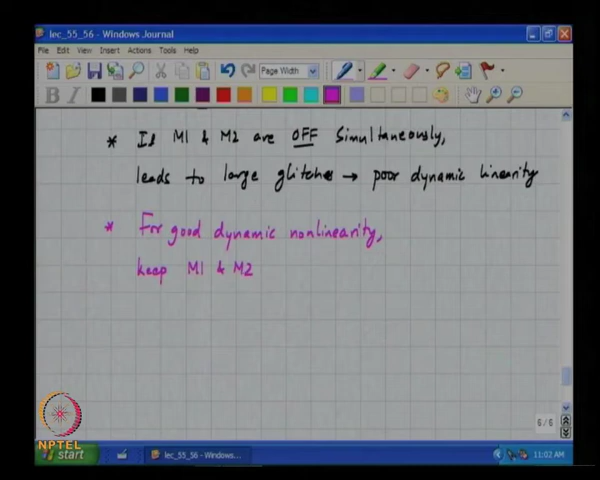 lec_55_56 - Windows Journal
File Edit View Insert Actions Tools Help
Page Width
B I
* If M1 & M2 are OFF Simultaneously,
leads to large glitches → poor dynamic linearity
* For good dynamic nonlinearity,
keep M1 & M2
6/6
NPTEL
start lec_55_56 - Windows... 11:02 AM